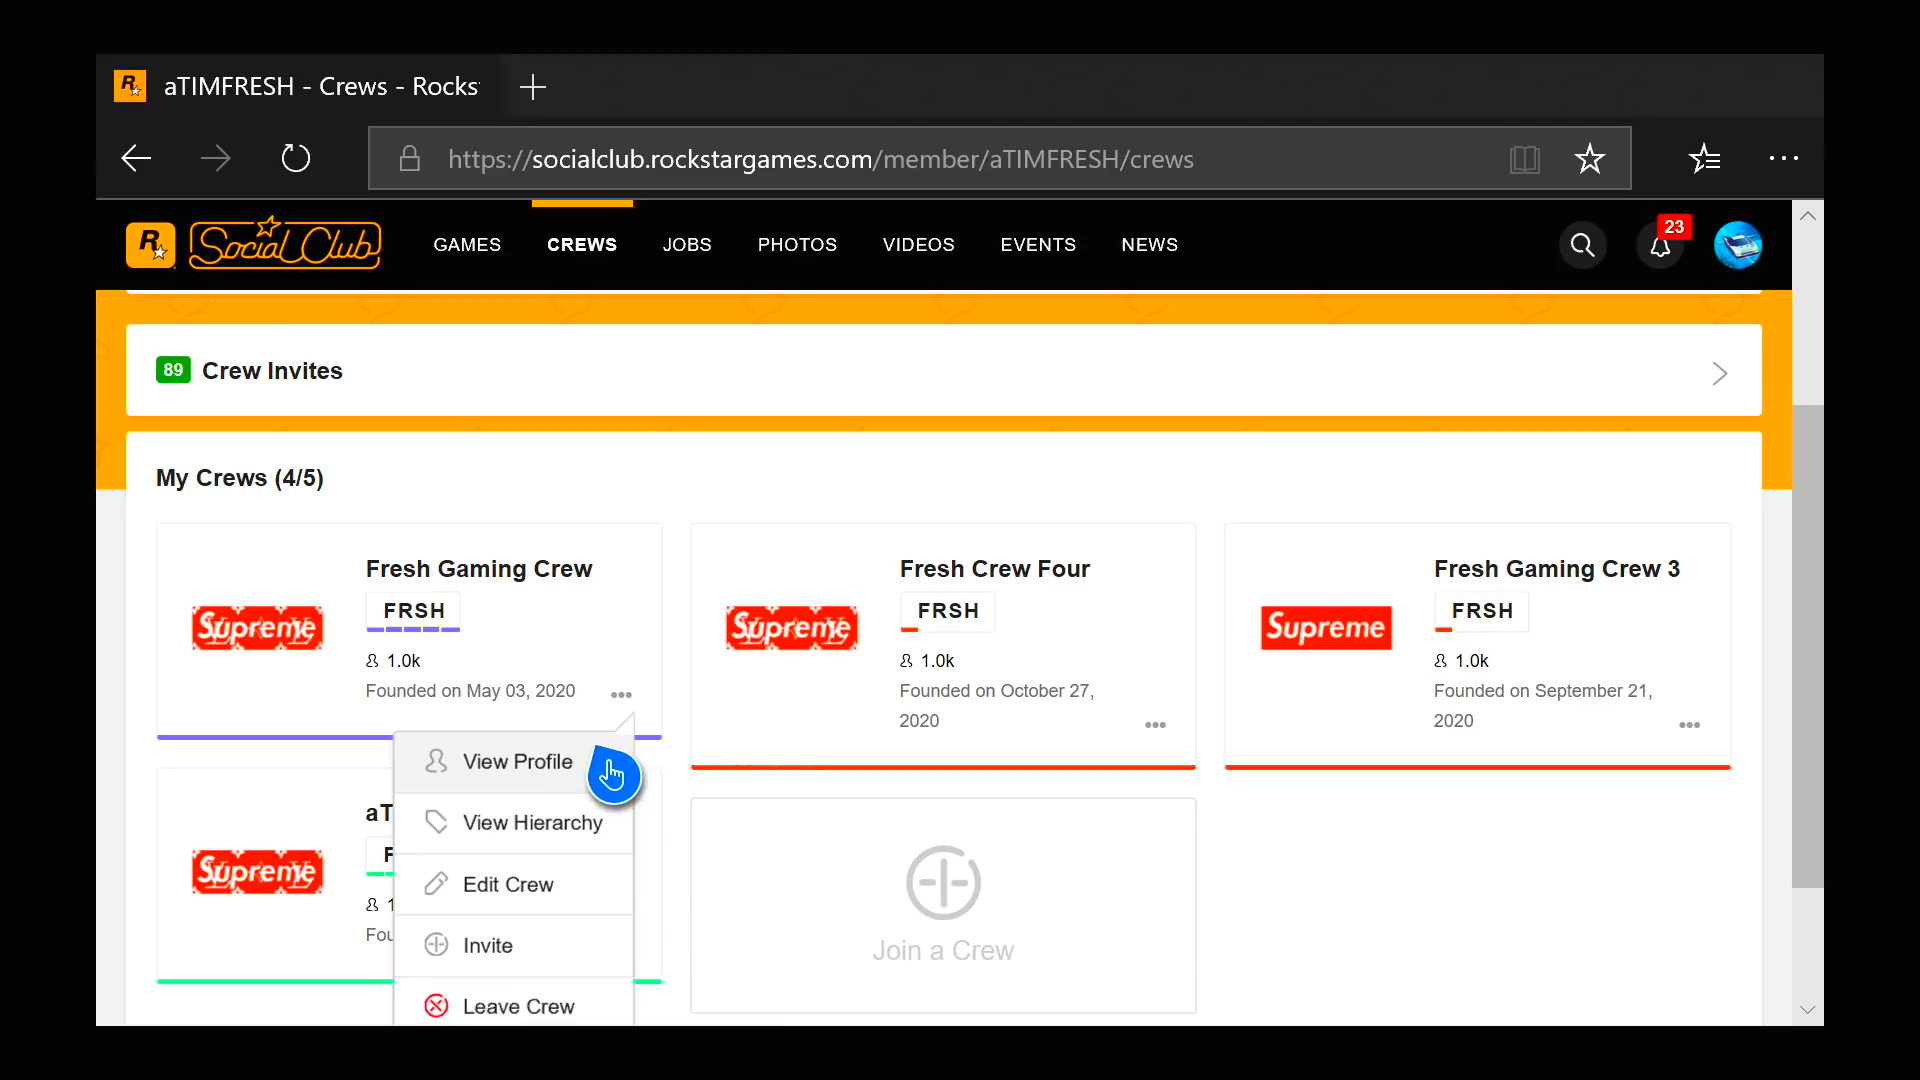 aTIMFRESH - Crews - Rocks
https://socialclub.rockstargames.com/member/aTIMFRESH/crews
R
Social Club
GAMES
CREWS
JOBS
PHOTOS
VIDEOS
EVENTS
NEWS
23
89 Crew Invites
My Crews (4/5)
Supreme
Fresh Gaming Crew
FRSH
1.0k
Founded on May 03, 2020
Supreme
Fresh Crew Four
FRSH
1.0k
Founded on October 27,
2020
Supreme
Fresh Gaming Crew 3
FRSH
1.0k
Founded on September 21,
2020
View Profile
View Hierarchy
Edit Crew
Invite
Leave Crew
Supreme
aT
F
1
Fou
Join a Crew